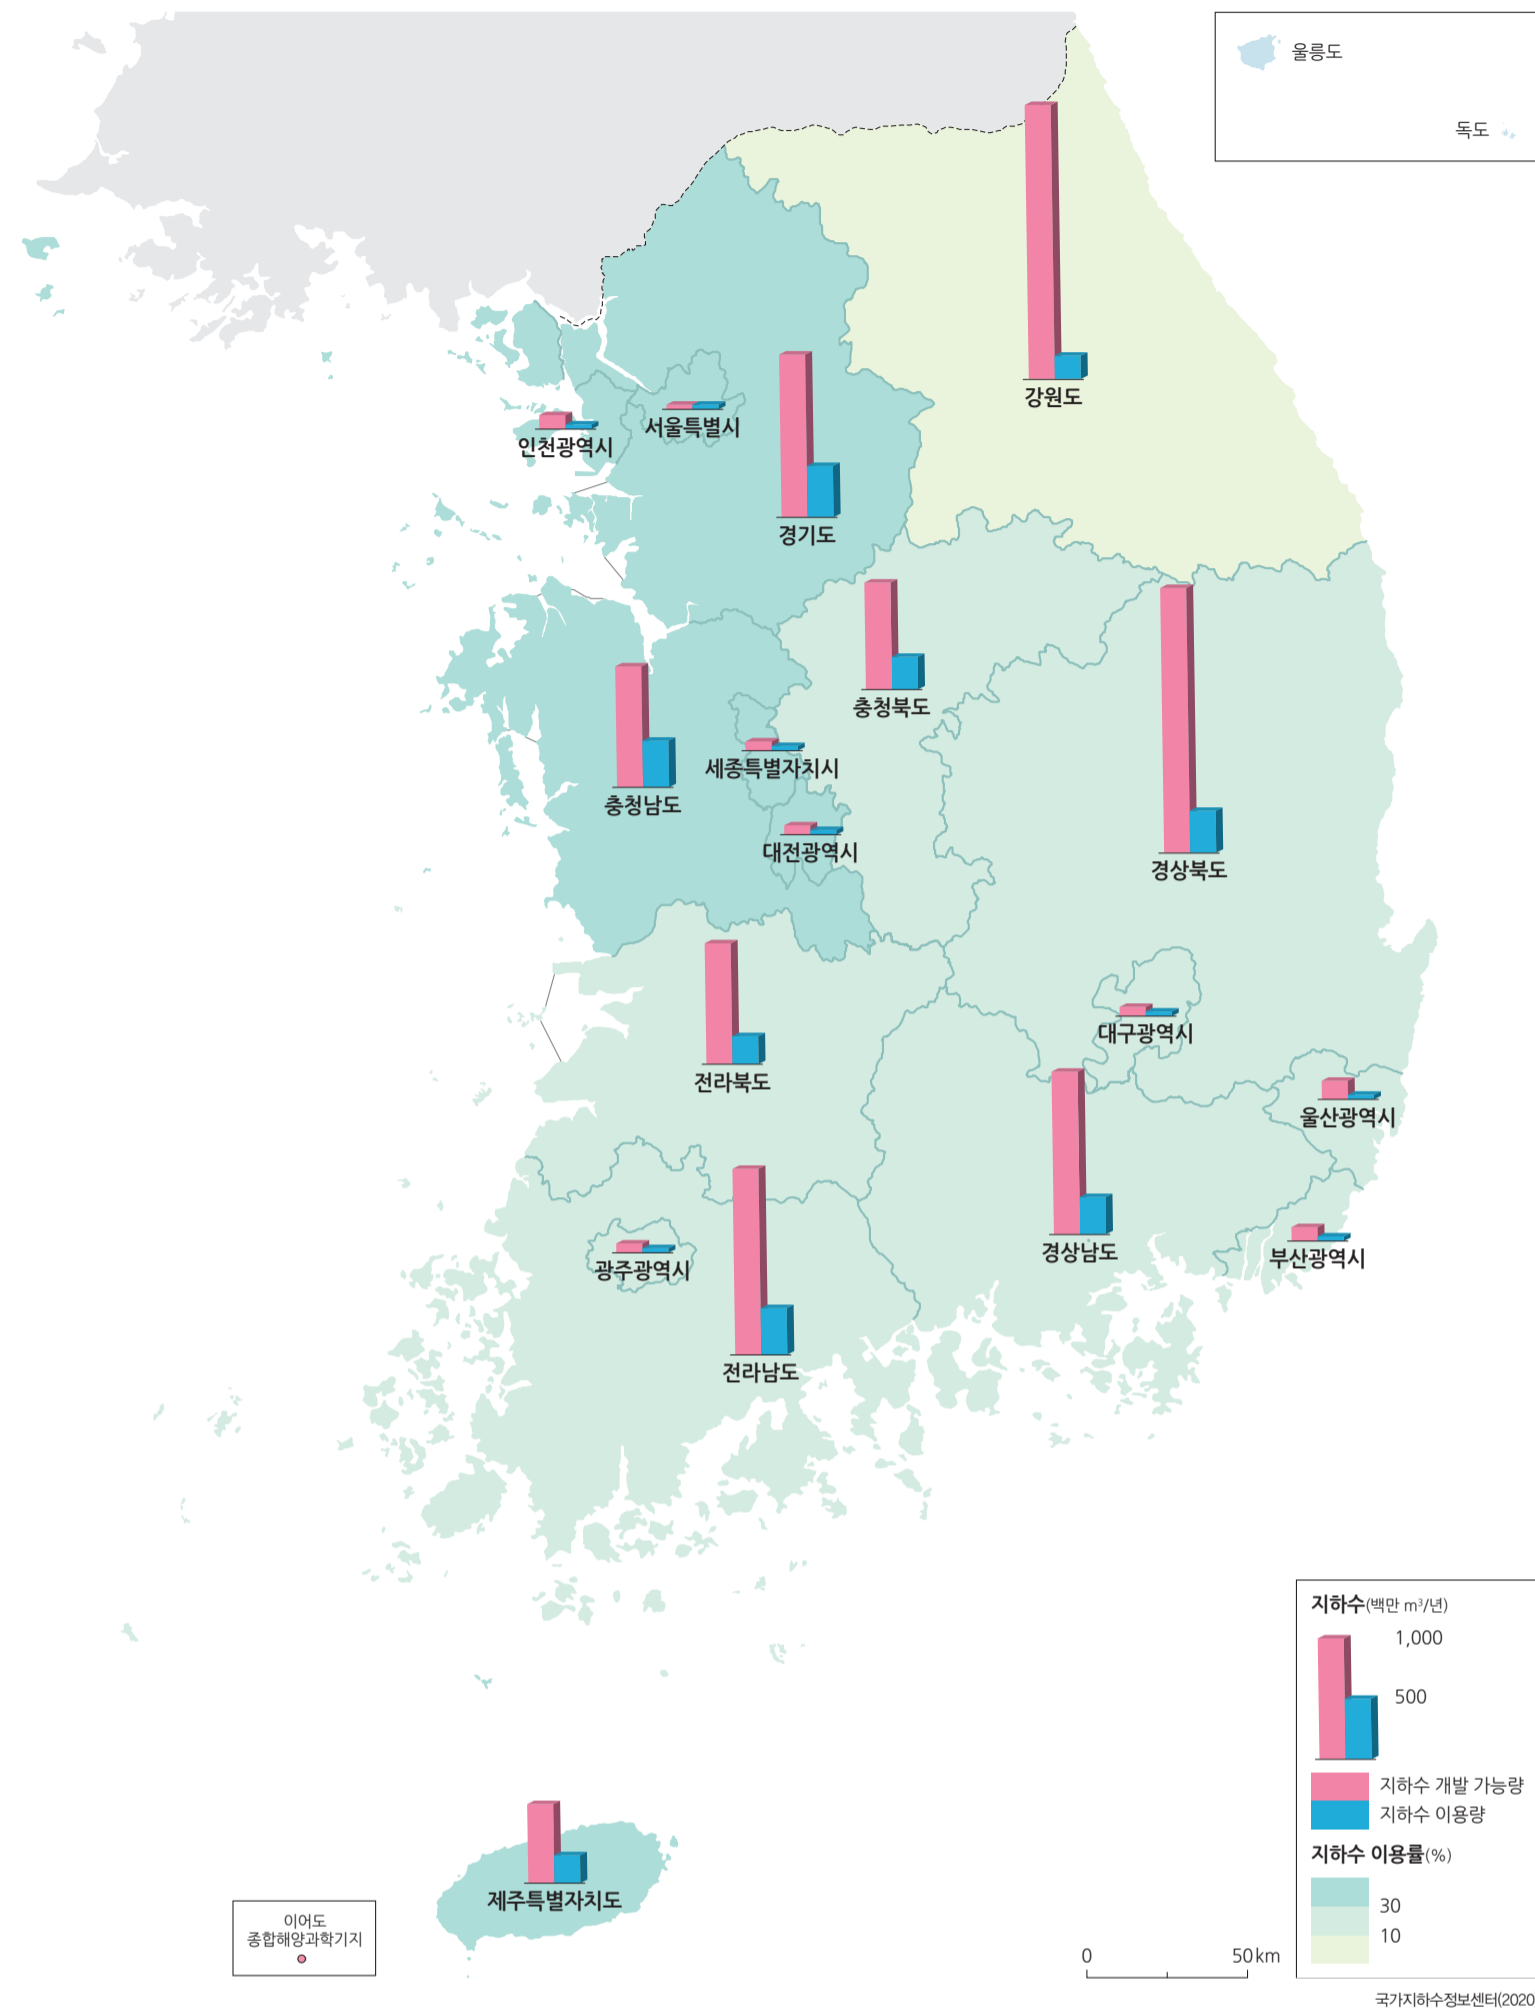 울릉도
독도
강원도
서울특별시
인천광역시
경기도
충청북도
세종특별자치시
충청남도
대전광역시
경상북도
대구광역시
전라북도
울산광역시
경상남도
부산광역시
광주광역시
전라남도
제주특별자치도
이어도
종합해양과학기지
0 50km
지하수(백만 m³/년)
1,000
500
지하수 개발 가능량
지하수 이용량
지하수 이용률(%)
30
10
국가지하수정보센터(2020